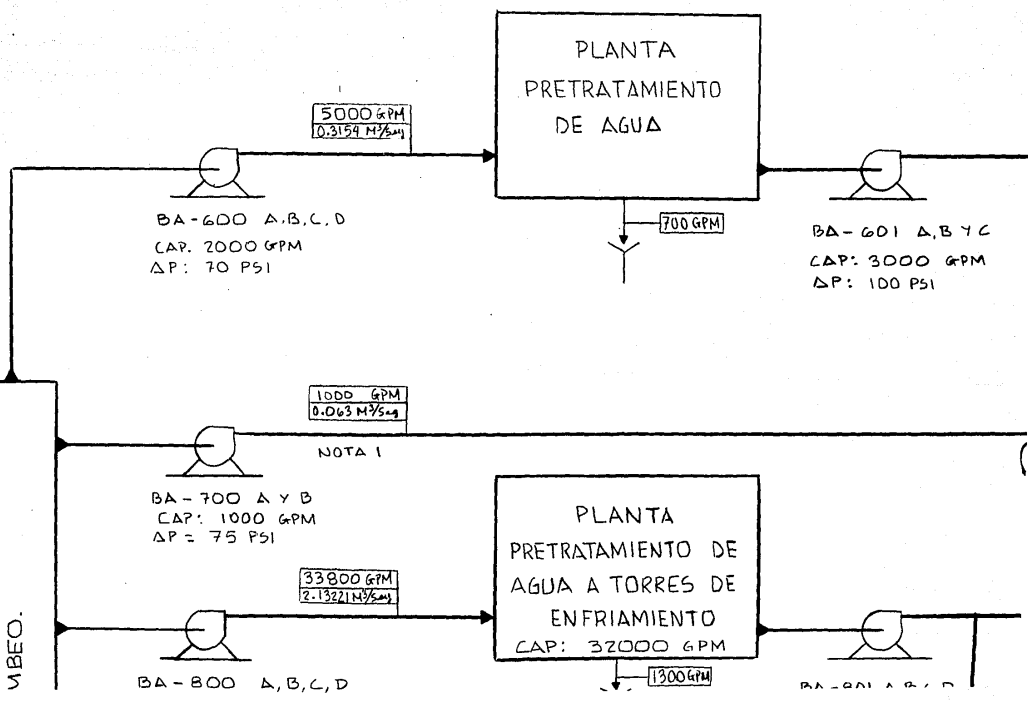 PLANTA
PRETRATAMIENTO
DE AGUA
5000 GPM
0.3154 M³/seg
BA-600 A,B,C,D
CAP. 2000 GPM
ΔP: 70 PSI
700 GPM
BA-601 A,B Y C
CAP: 3000 GPM
ΔP: 100 PSI
1000 GPM
0.063 M³/seg
NOTA 1
BA-700 A Y B
CAP: 1000 GPM
ΔP = 75 PSI
PLANTA
PRETRATAMIENTO DE
AGUA A TORRES DE
ENFRIAMIENTO
CAP: 32000 GPM
33800 GPM
2.13221 M³/seg
BA-800 A,B,C,D
1300 GPM
BA-801 A,B,C,D